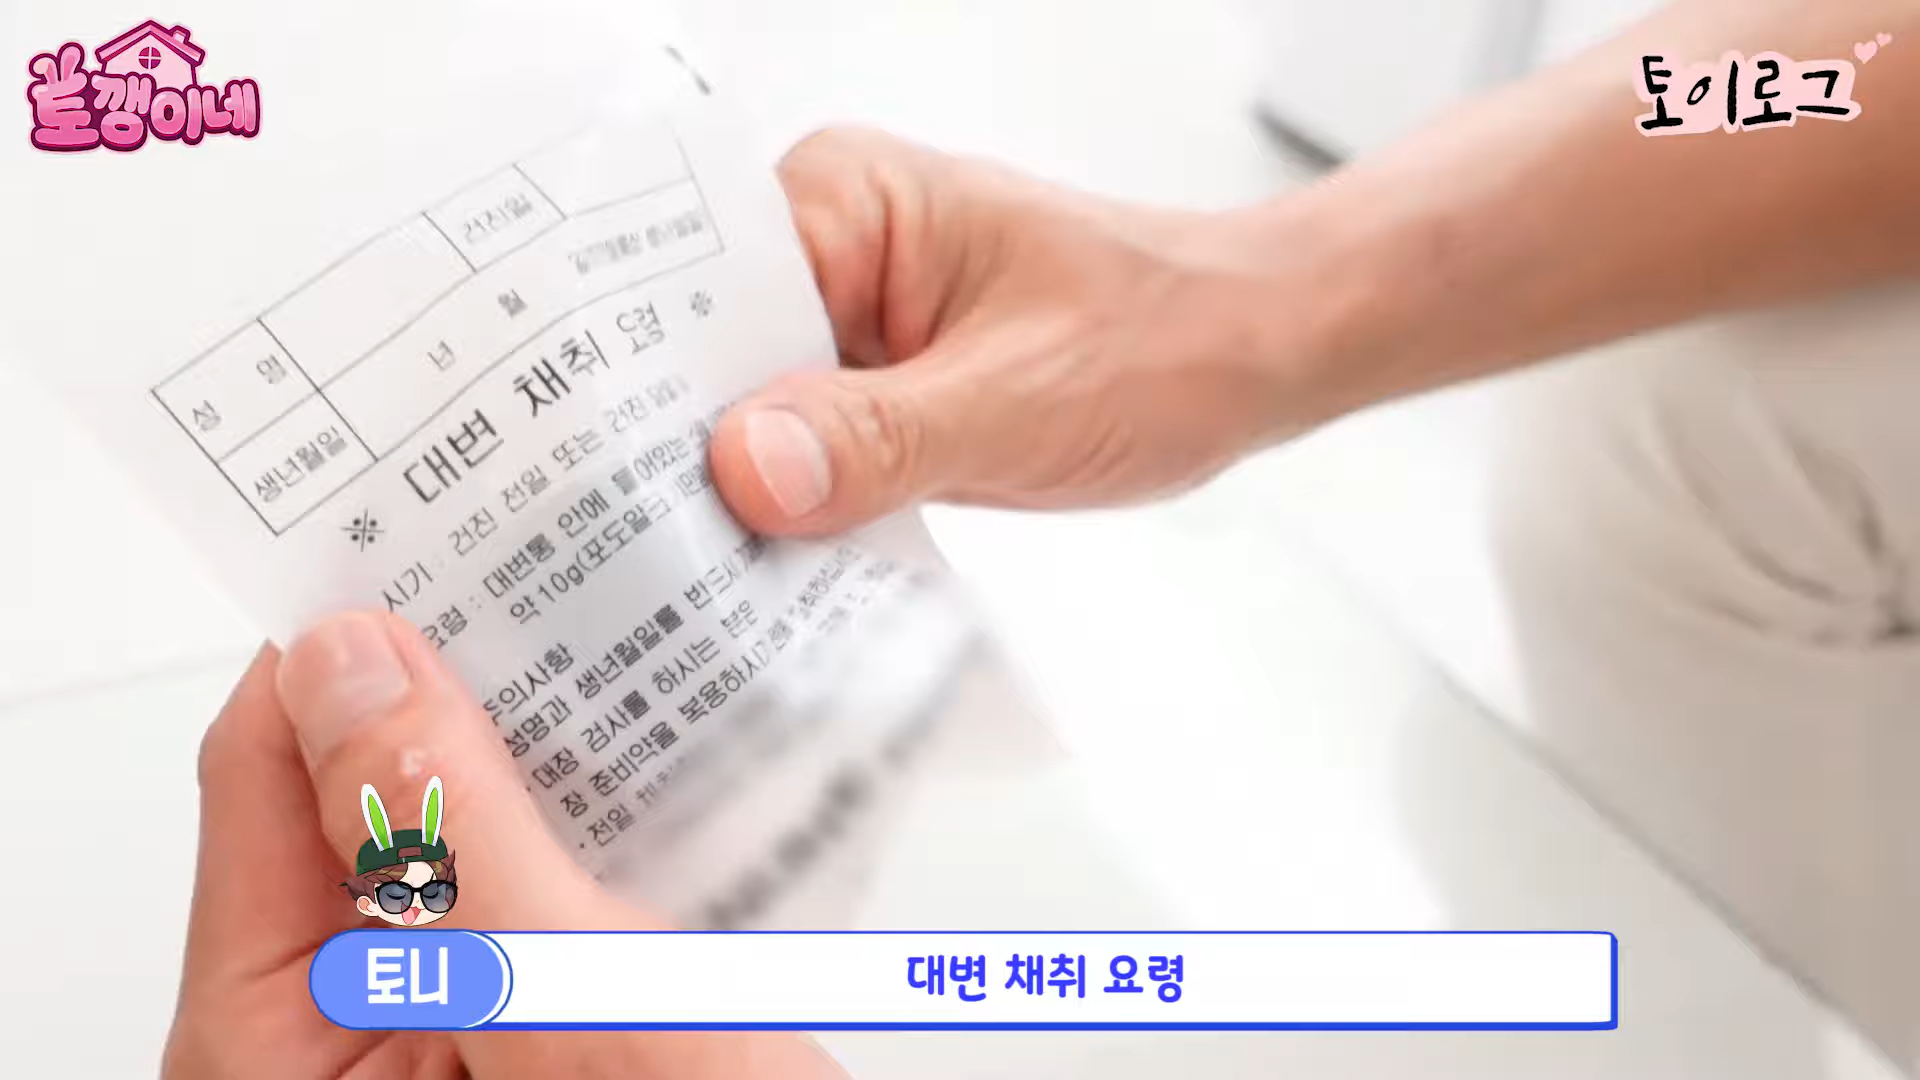 토깽이네
토이로그
건진일
성 명
생년월일
년 월
※ 대변 채취 요령 ※
시기 : 건진 전일 또는 건진
요령 : 대변통 안에 들어있는
약 10g(포도알크
주의사항
성명과 생년월일를 반드시
대장 검사를 하시는 분은
장 준비약을 복용하시기
전일
토니
대변 채취 요령